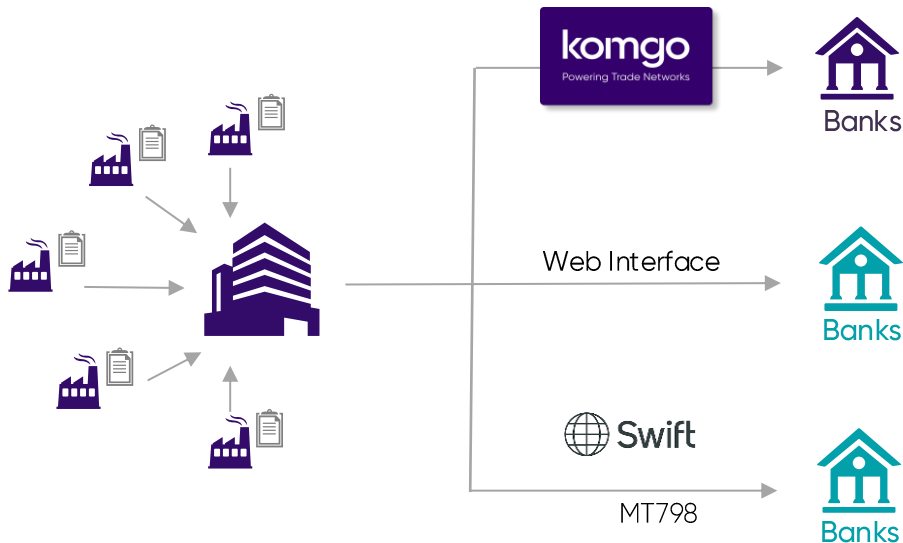 komgo
Powering Trade Networks
Banks
Web Interface
Banks
Swift
MT798
Banks